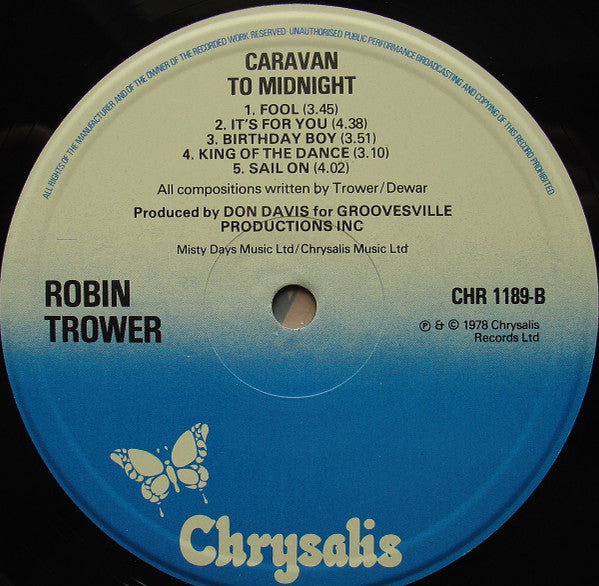 ALL RIGHTS OF THE MANUFACTURER AND OF THE OWNER OF THE RECORDED WORK RESERVED · UNAUTHORISED PUBLIC PERFORMANCE BROADCASTING AND COPYING OF THIS RECORD PROHIBITED
CARAVAN
TO MIDNIGHT
1. FOOL (3.45)
2. IT'S FOR YOU (4.38)
3. BIRTHDAY BOY (3.51)
4. KING OF THE DANCE (3.10)
5. SAIL ON (4.02)
All compositions written by Trower/Dewar
Produced by DON DAVIS for GROOVESVILLE
PRODUCTIONS INC
Misty Days Music Ltd/Chrysalis Music Ltd
ROBIN
TROWER
CHR 1189-B
℗ & © 1978 Chrysalis
Records Ltd
Chrysalis